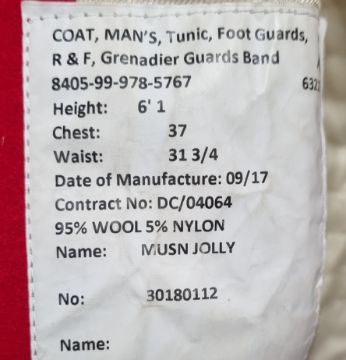 COAT, MAN'S, Tunic, Foot Guards,
R & F, Grenadier Guards Band
8405-99-978-5767
Height: 6' 1
Chest: 37
Waist: 31 3/4
Date of Manufacture: 09/17
Contract No: DC/04064
95% WOOL 5% NYLON
Name: MUSN JOLLY
No: 30180112
Name: